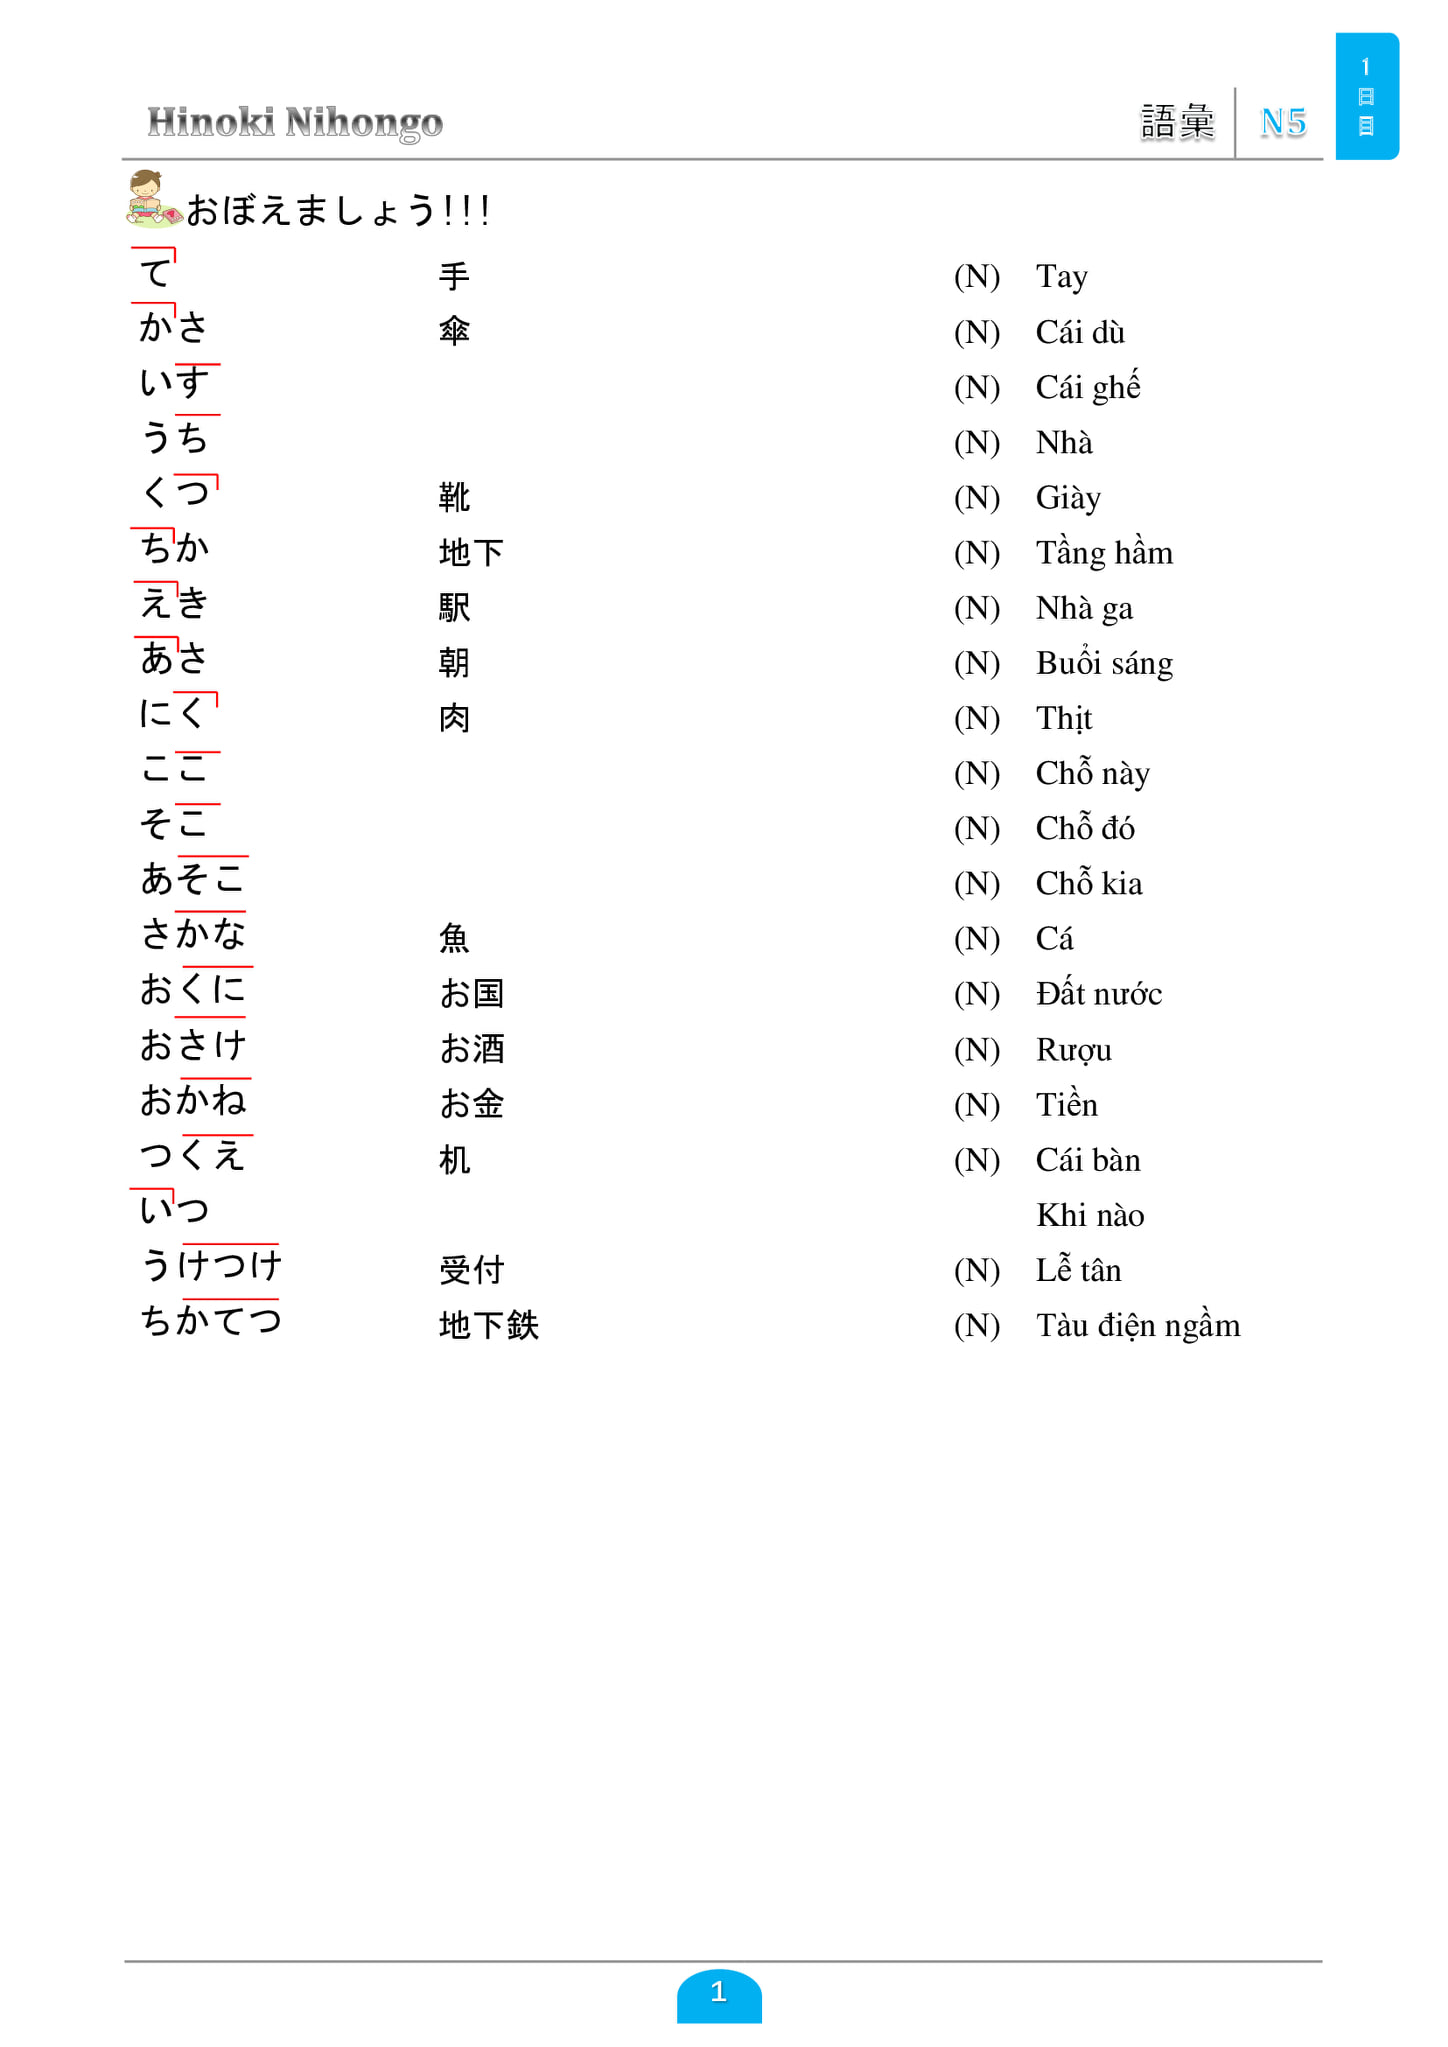 Hinoki Nihongo 語彙 N5
1日目
おぼえましょう!!!
て 手 (N) Tay
かさ 傘 (N) Cái dù
いす (N) Cái ghế
うち (N) Nhà
くつ 靴 (N) Giày
ちか 地下 (N) Tầng hầm
えき 駅 (N) Nhà ga
あさ 朝 (N) Buổi sáng
にく 肉 (N) Thịt
ここ (N) Chỗ này
そこ (N) Chỗ đó
あそこ (N) Chỗ kia
さかな 魚 (N) Cá
おくに お国 (N) Đất nước
おさけ お酒 (N) Rượu
おかね お金 (N) Tiền
つくえ 机 (N) Cái bàn
いつ Khi nào
うけつけ 受付 (N) Lễ tân
ちかてつ 地下鉄 (N) Tàu điện ngầm
1